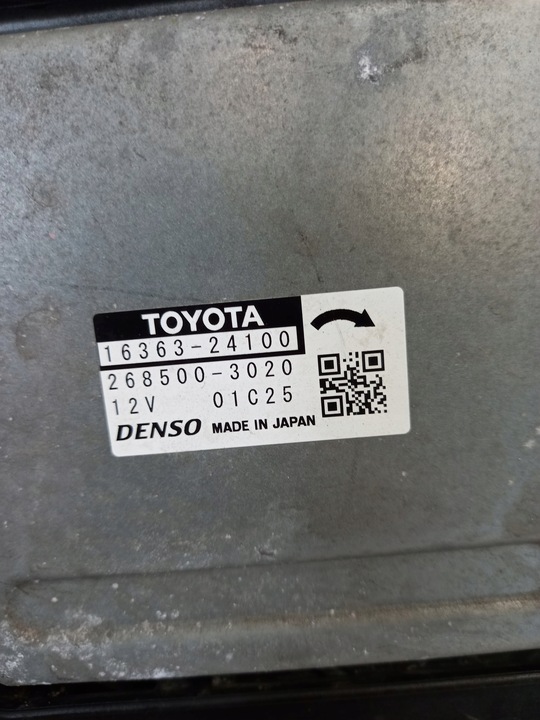 TOYOTA
16363-24100
268500-3020
12V 01C25
DENSO MADE IN JAPAN